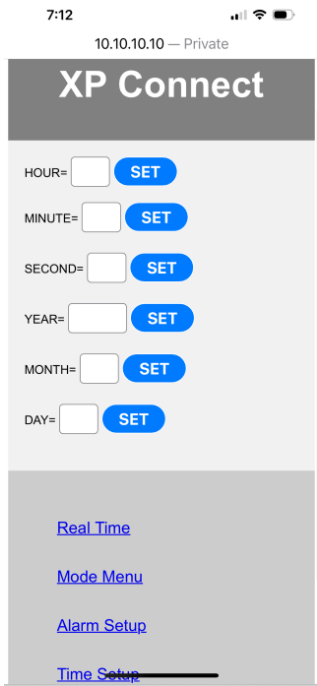 7:12
10.10.10.10 — Private
XP Connect
HOUR= SET
MINUTE= SET
SECOND= SET
YEAR= SET
MONTH= SET
DAY= SET
Real Time
Mode Menu
Alarm Setup
Time Setup